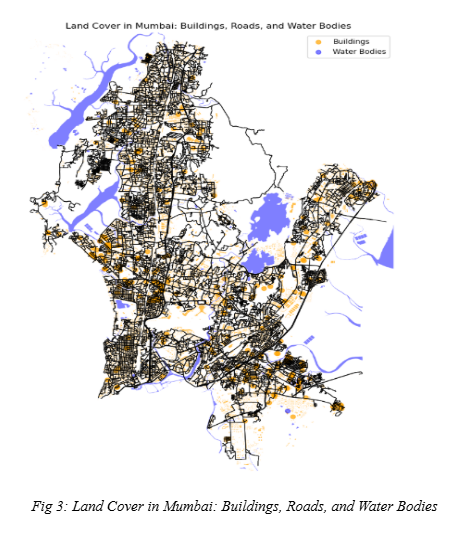 Land Cover in Mumbai: Buildings, Roads, and Water Bodies
Buildings
Water Bodies
Fig 3: Land Cover in Mumbai: Buildings, Roads, and Water Bodies